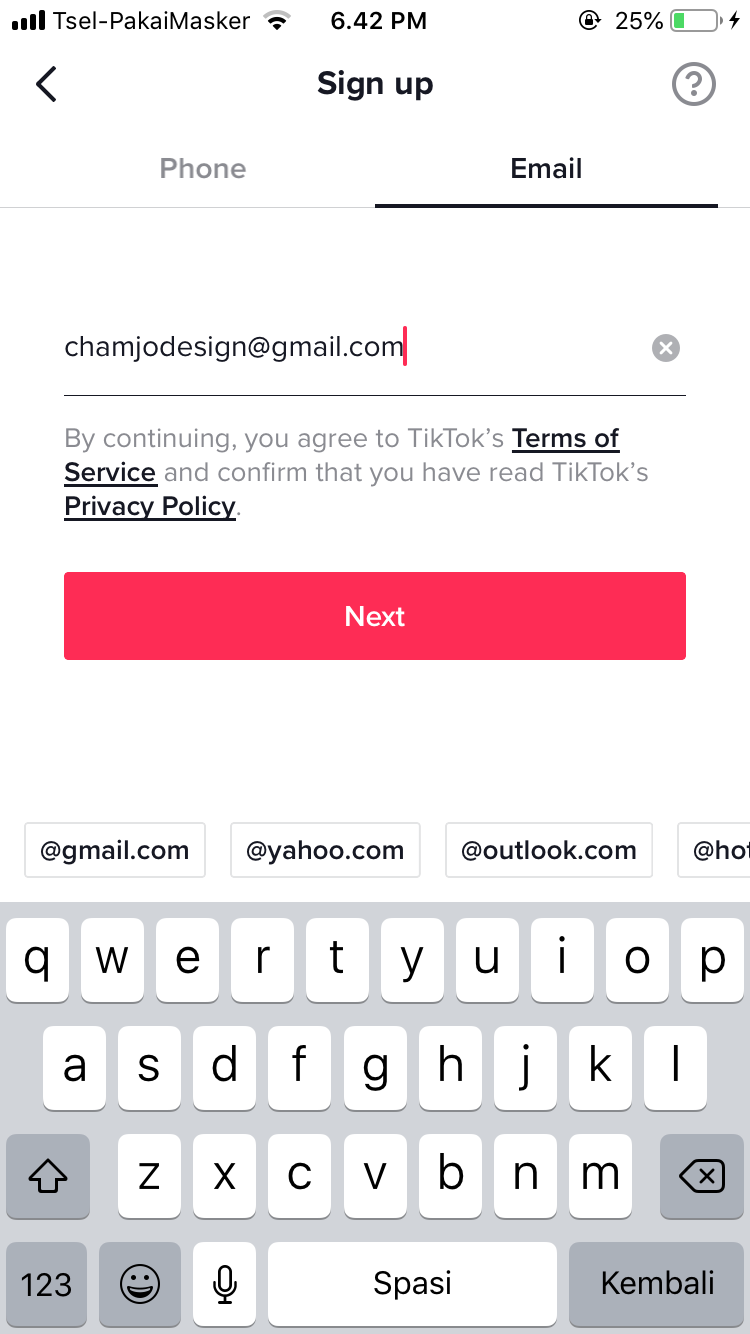 Tsel-PakaiMasker 6.42 PM 25%
Sign up ?
Phone Email
chamjodesign@gmail.com
By continuing, you agree to TikTok’s Terms of
Service and confirm that you have read TikTok’s
Privacy Policy.
Next
@gmail.com @yahoo.com @outlook.com @hot
q w e r t y u i o p
a s d f g h j k l
z x c v b n m
123 Spasi Kembali